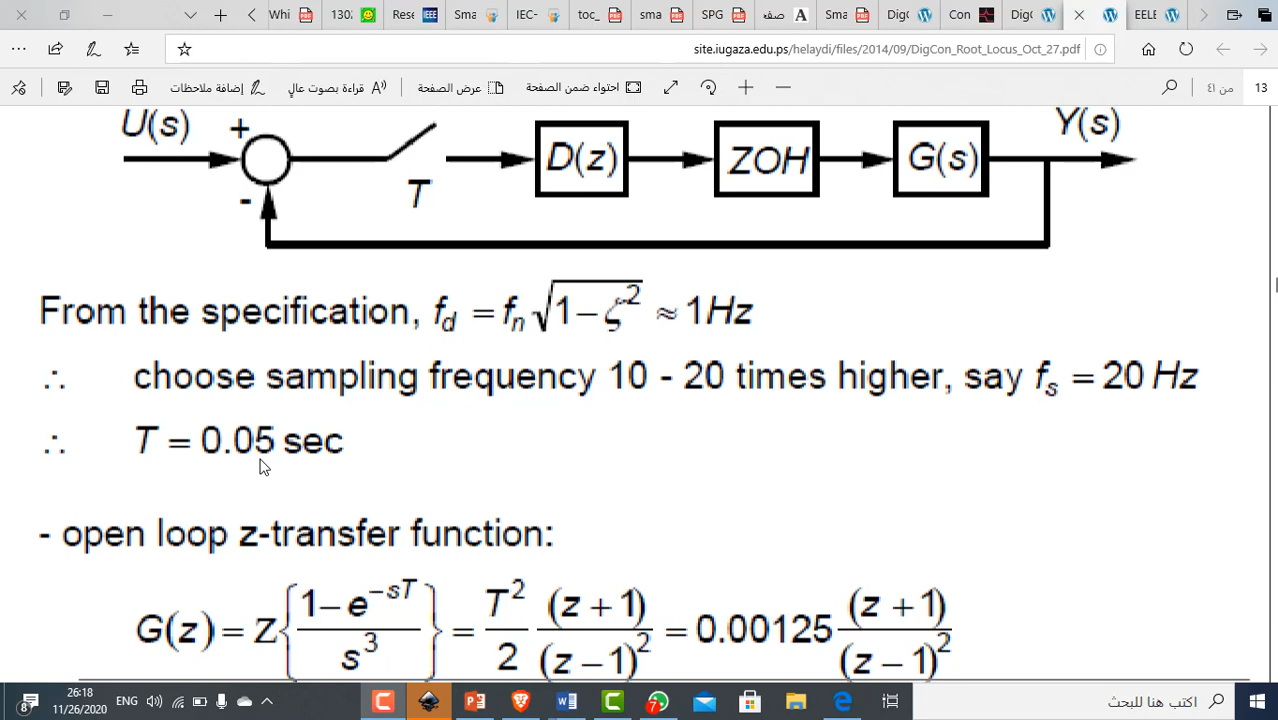 Whi
130:
Rese
Sma
IEC-
toc_
sma
SPG
صفه
Sma
DigC
Con
DigC
EELE
site.iugaza.edu.ps/helaydi/files/2014/09/DigCon_Root_Locus_Oct_27.pdf
إضافة ملاحظات
قراءة بصوت عالٍ
عرض الصفحة
احتواء ضمن الصفحة
من ٤١
13
U(s) + - T D(z) ZOH G(s) Y(s)
From the specification, f_d = f_n √(1 − ζ²) ≈ 1Hz
∴ choose sampling frequency 10 - 20 times higher, say f_s = 20 Hz
∴ T = 0.05 sec
- open loop z-transfer function:
G(z) = Z{(1 − e^(−sT))/s³} = T²/2 (z + 1)/(z − 1)² = 0.00125 (z + 1)/(z − 1)²
26:18
11/26/2020
ENG
اكتب هنا للبحث